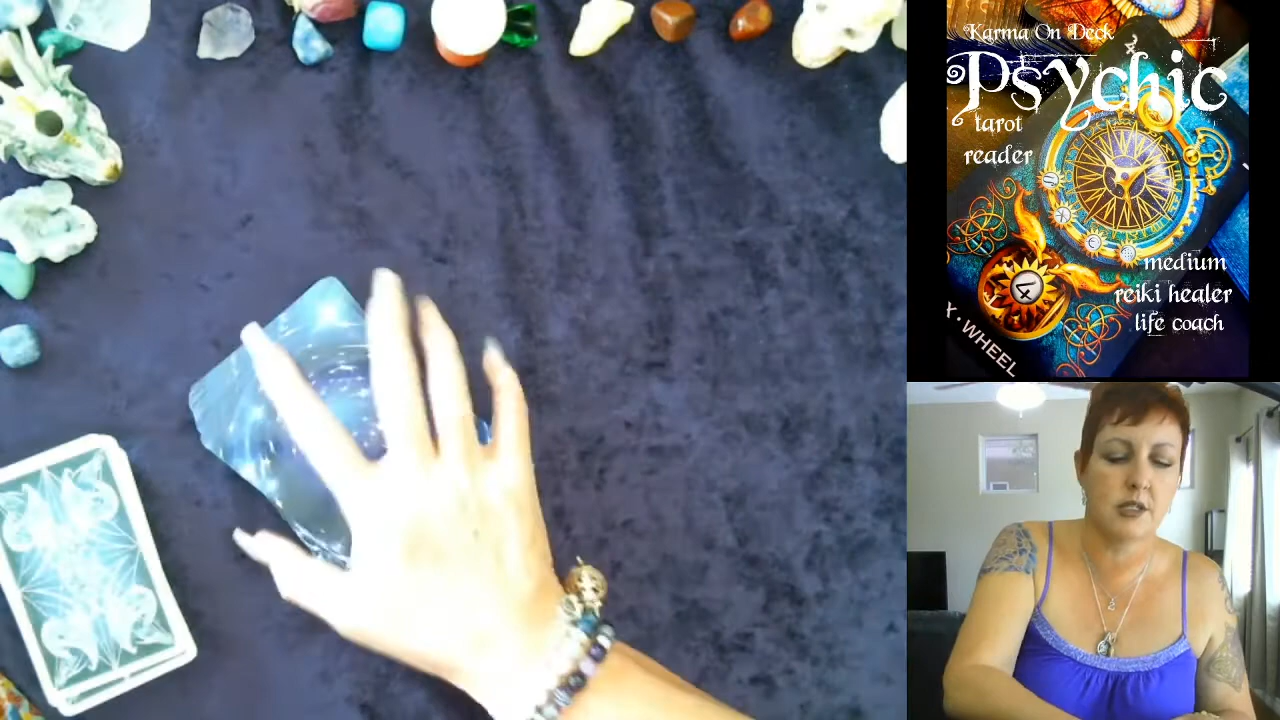 Karma On Deck
Psychic
tarot
reader
medium
reiki healer
life coach
X • WHEEL